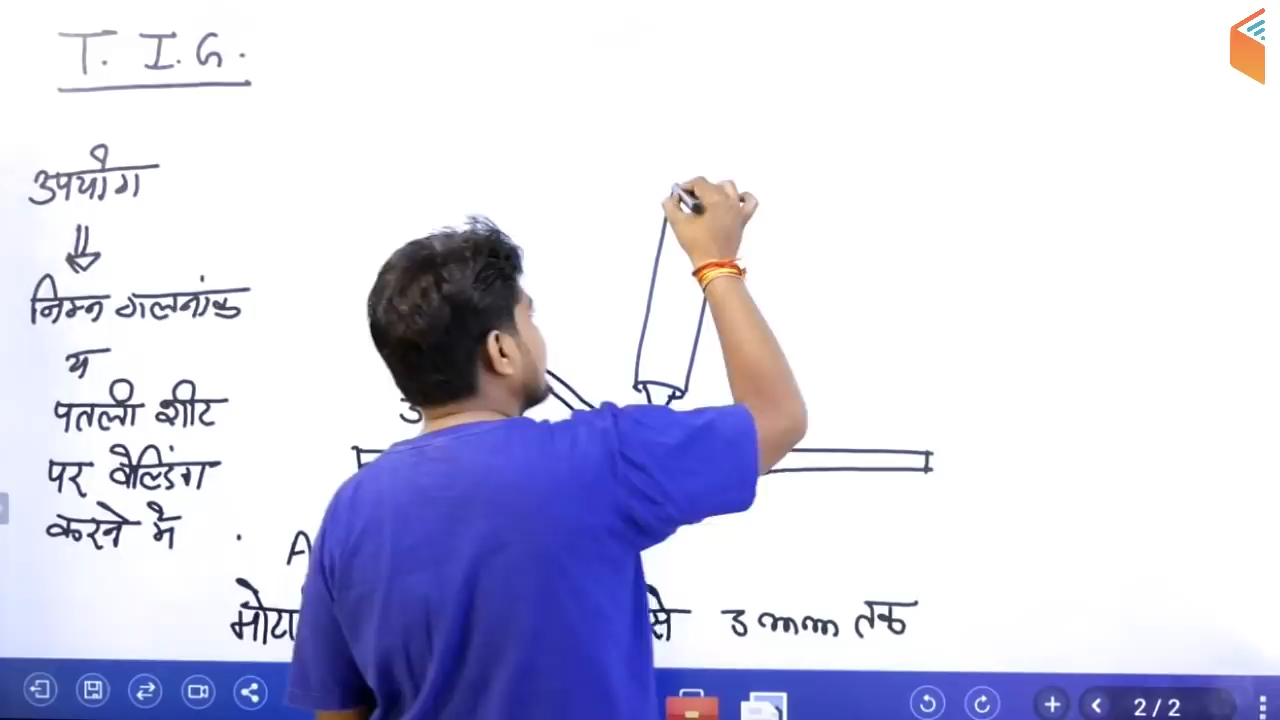 T. I. G.
उपयोग
निम्न गलनांक
य
पतली शीट
पर वेल्डिंग
करने मे
A
मोटा से 3 mm तक
2 / 2